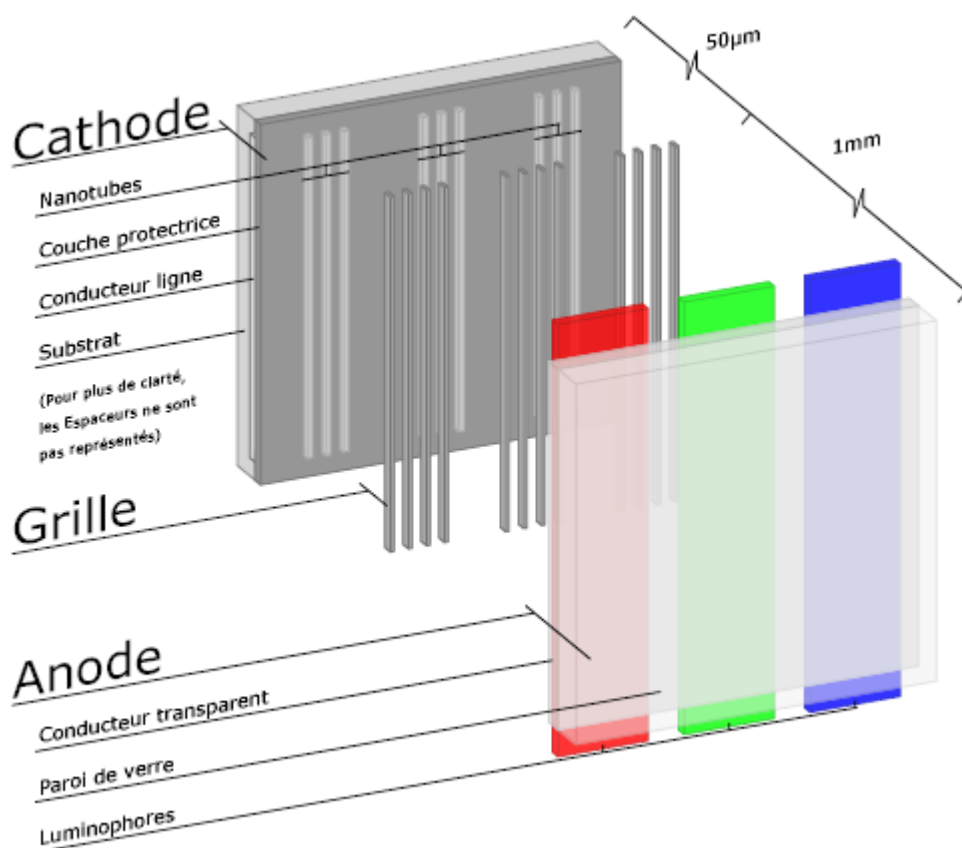 50µm
1mm
Cathode
Nanotubes
Couche protectrice
Conducteur ligne
Substrat
(Pour plus de clarté,
les Espaceurs ne sont
pas représentés)
Grille
Anode
Conducteur transparent
Paroi de verre
Luminophores